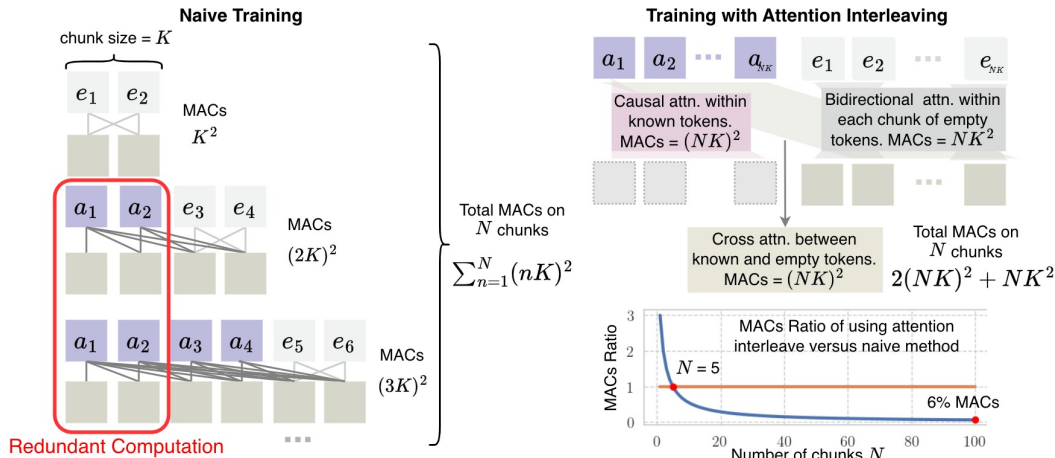 Naive Training
chunk size = K
e₁ e₂
MACs
K²
a₁ a₂ e₃ e₄
MACs
(2K)²
a₁ a₂ a₃ a₄ e₅ e₆
MACs
(3K)²
Redundant Computation
Total MACs on
N chunks
∑ₙ₌₁ᴺ(nK)²
Training with Attention Interleaving
a₁ a₂ ... a_NK e₁ e₂ ... e_NK
Causal attn. within
known tokens.
MACs = (NK)²
Bidirectional attn. within
each chunk of empty
tokens. MACs = NK²
Cross attn. between
known and empty tokens.
MACs = (NK)²
Total MACs on
N chunks
2(NK)² + NK²
MACs Ratio of using attention
interleave versus naive method
N = 5
6% MACs
MACs Ratio
3
2
1
0
0 20 40 60 80 100
Number of chunks N